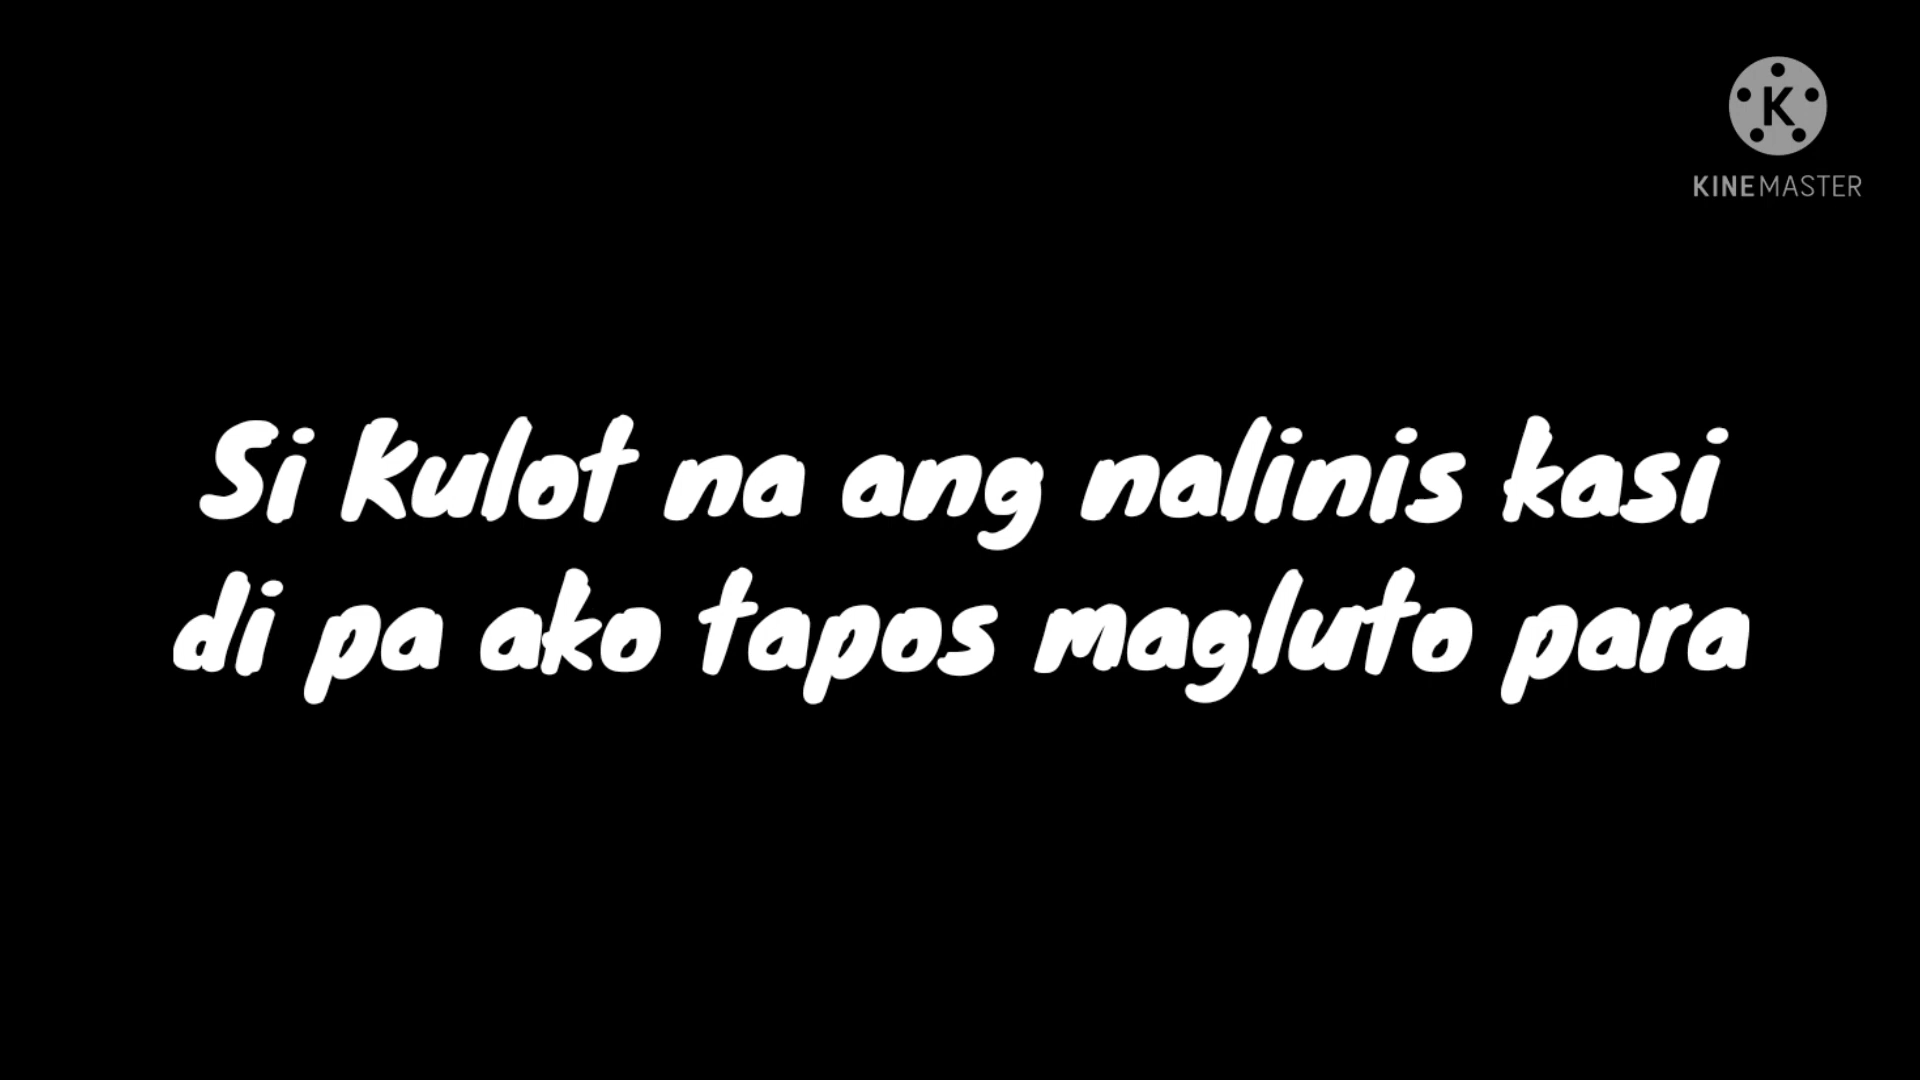 K
KINEMASTER
Si Kulot na ang nalinis kasi
di pa ako tapos magluto para